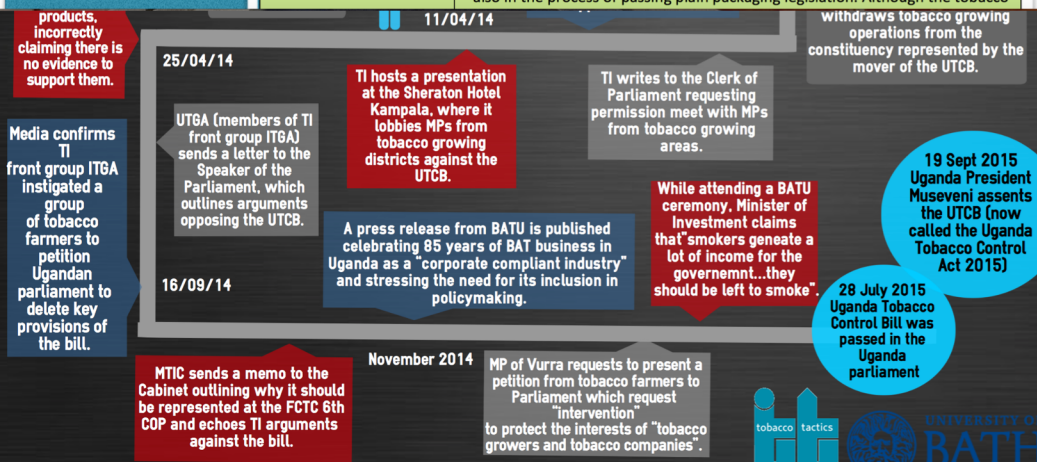 also in the process of passing plain packaging legislation. Although the tobacco
11/04/14
products,
incorrectly
claiming there is
no evidence to
support them.
withdraws tobacco growing
operations from the
constituency represented by the
mover of the UTCB.
25/04/14
TI hosts a presentation
at the Sheraton Hotel
Kampala, where it
lobbies MPs from
tobacco growing
districts against the
UTCB.
TI writes to the Clerk of
Parliament requesting
permission meet with MPs
from tobacco growing
areas.
UTGA (members of TI
front group ITGA)
sends a letter to the
Speaker of the
Parliament, which
outlines arguments
opposing the UTCB.
Media confirms
TI
front group ITGA
instigated a
group
of tobacco
farmers to
petition
Ugandan
parliament to
delete key
provisions of
the bill.
19 Sept 2015
Uganda President
Museveni assents
the UTCB (now
called the Uganda
Tobacco Control
Act 2015)
While attending a BATU
ceremony, Minister of
Investment claims
that"smokers geneate a
lot of income for the
governemnt...they
should be left to smoke".
A press release from BATU is published
celebrating 85 years of BAT business in
Uganda as a "corporate compliant industry"
and stressing the need for its inclusion in
policymaking.
16/09/14
28 July 2015
Uganda Tobacco
Control Bill was
passed in the
Uganda
parliament
November 2014
MTIC sends a memo to the
Cabinet outlining why it should
be represented at the FCTC 6th
COP and echoes TI arguments
against the bill.
MP of Vurra requests to present a
petition from tobacco farmers to
Parliament which request
"intervention"
to protect the interests of "tobacco
growers and tobacco companies".
tobacco tactics
UNIVERSITY OF
BATH